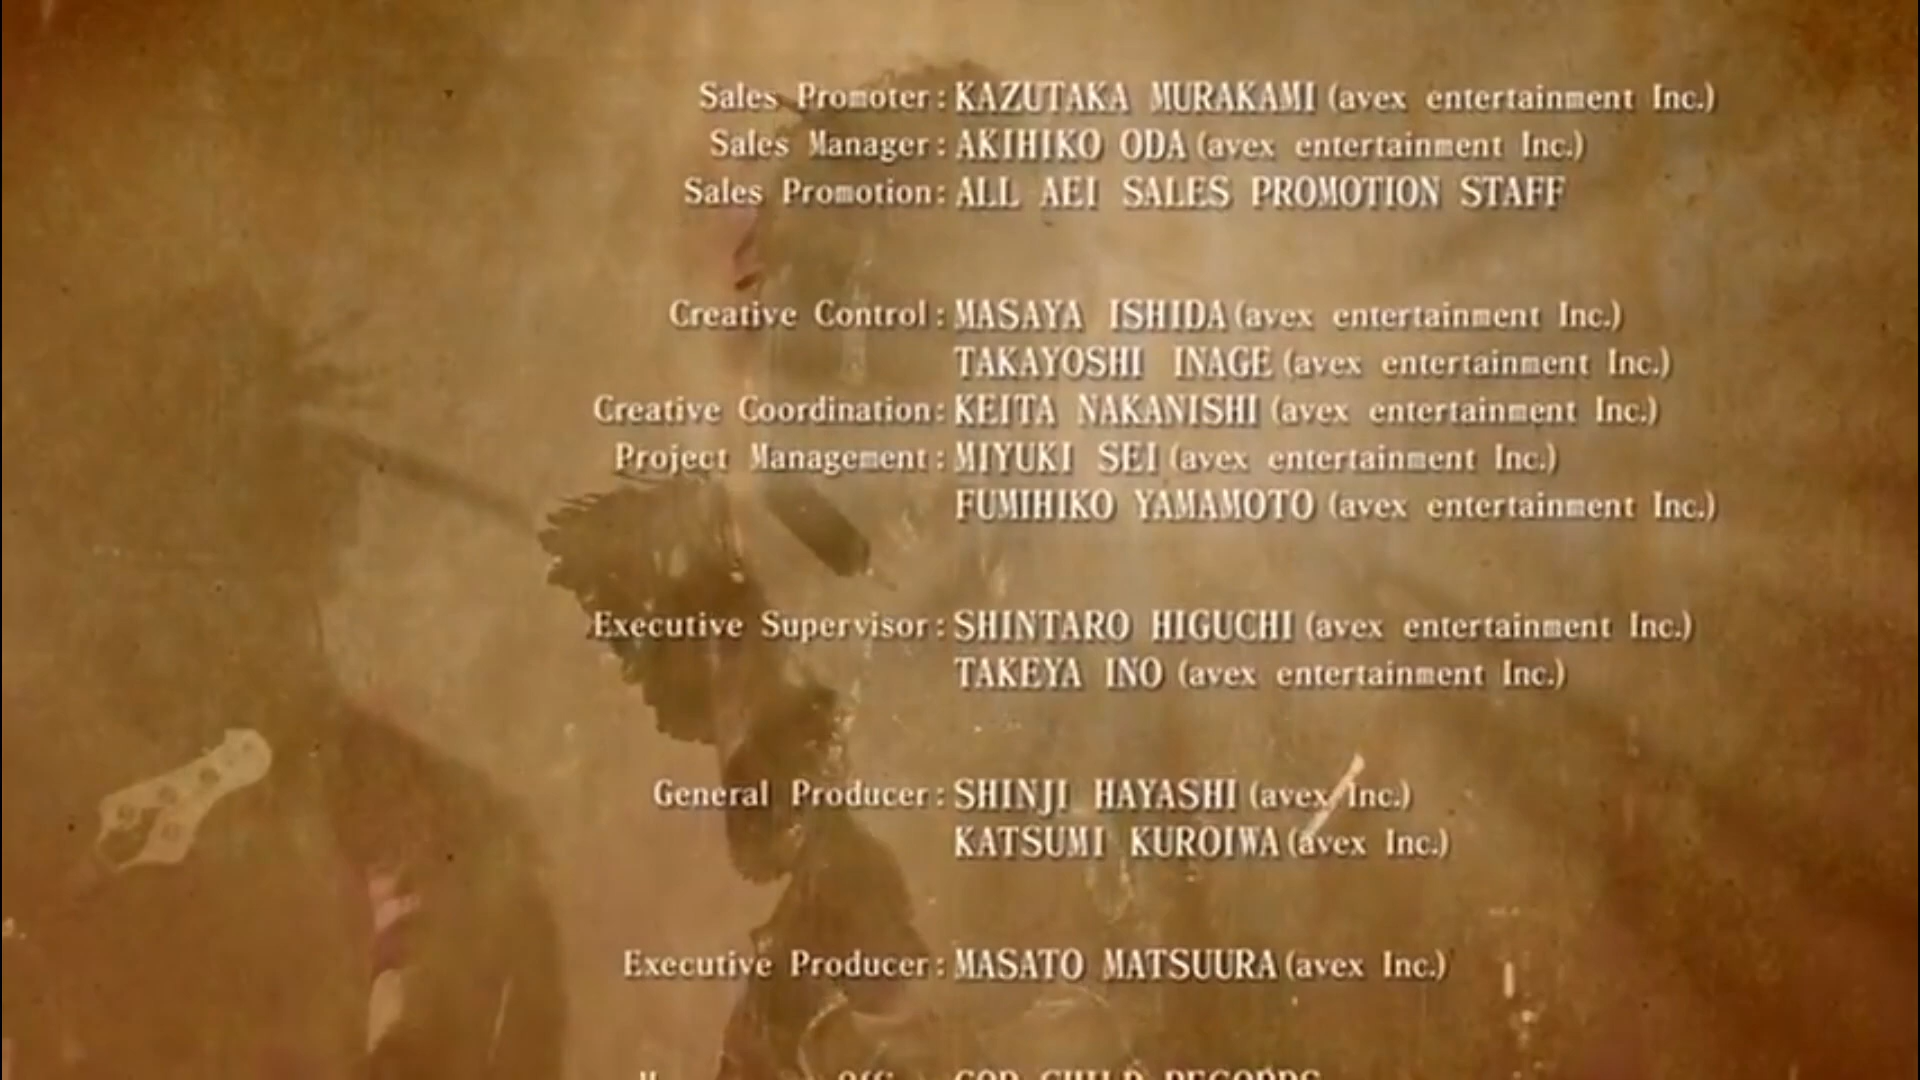 Sales Promoter: KAZUTAKA MURAKAMI (avex entertainment Inc.)
Sales Manager: AKIHIKO ODA (avex entertainment Inc.)
Sales Promotion: ALL AEI SALES PROMOTION STAFF
Creative Control: MASAYA ISHIDA (avex entertainment Inc.)
TAKAYOSHI INAGE (avex entertainment Inc.)
Creative Coordination: KEITA NAKANISHI (avex entertainment Inc.)
Project Management: MIYUKI SEI (avex entertainment Inc.)
FUMIHIKO YAMAMOTO (avex entertainment Inc.)
Executive Supervisor: SHINTARO HIGUCHI (avex entertainment Inc.)
TAKEYA INO (avex entertainment Inc.)
General Producer: SHINJI HAYASHI (avex Inc.)
KATSUMI KUROIWA (avex Inc.)
Executive Producer: MASATO MATSUURA (avex Inc.)
GOD CHILD RECORDS